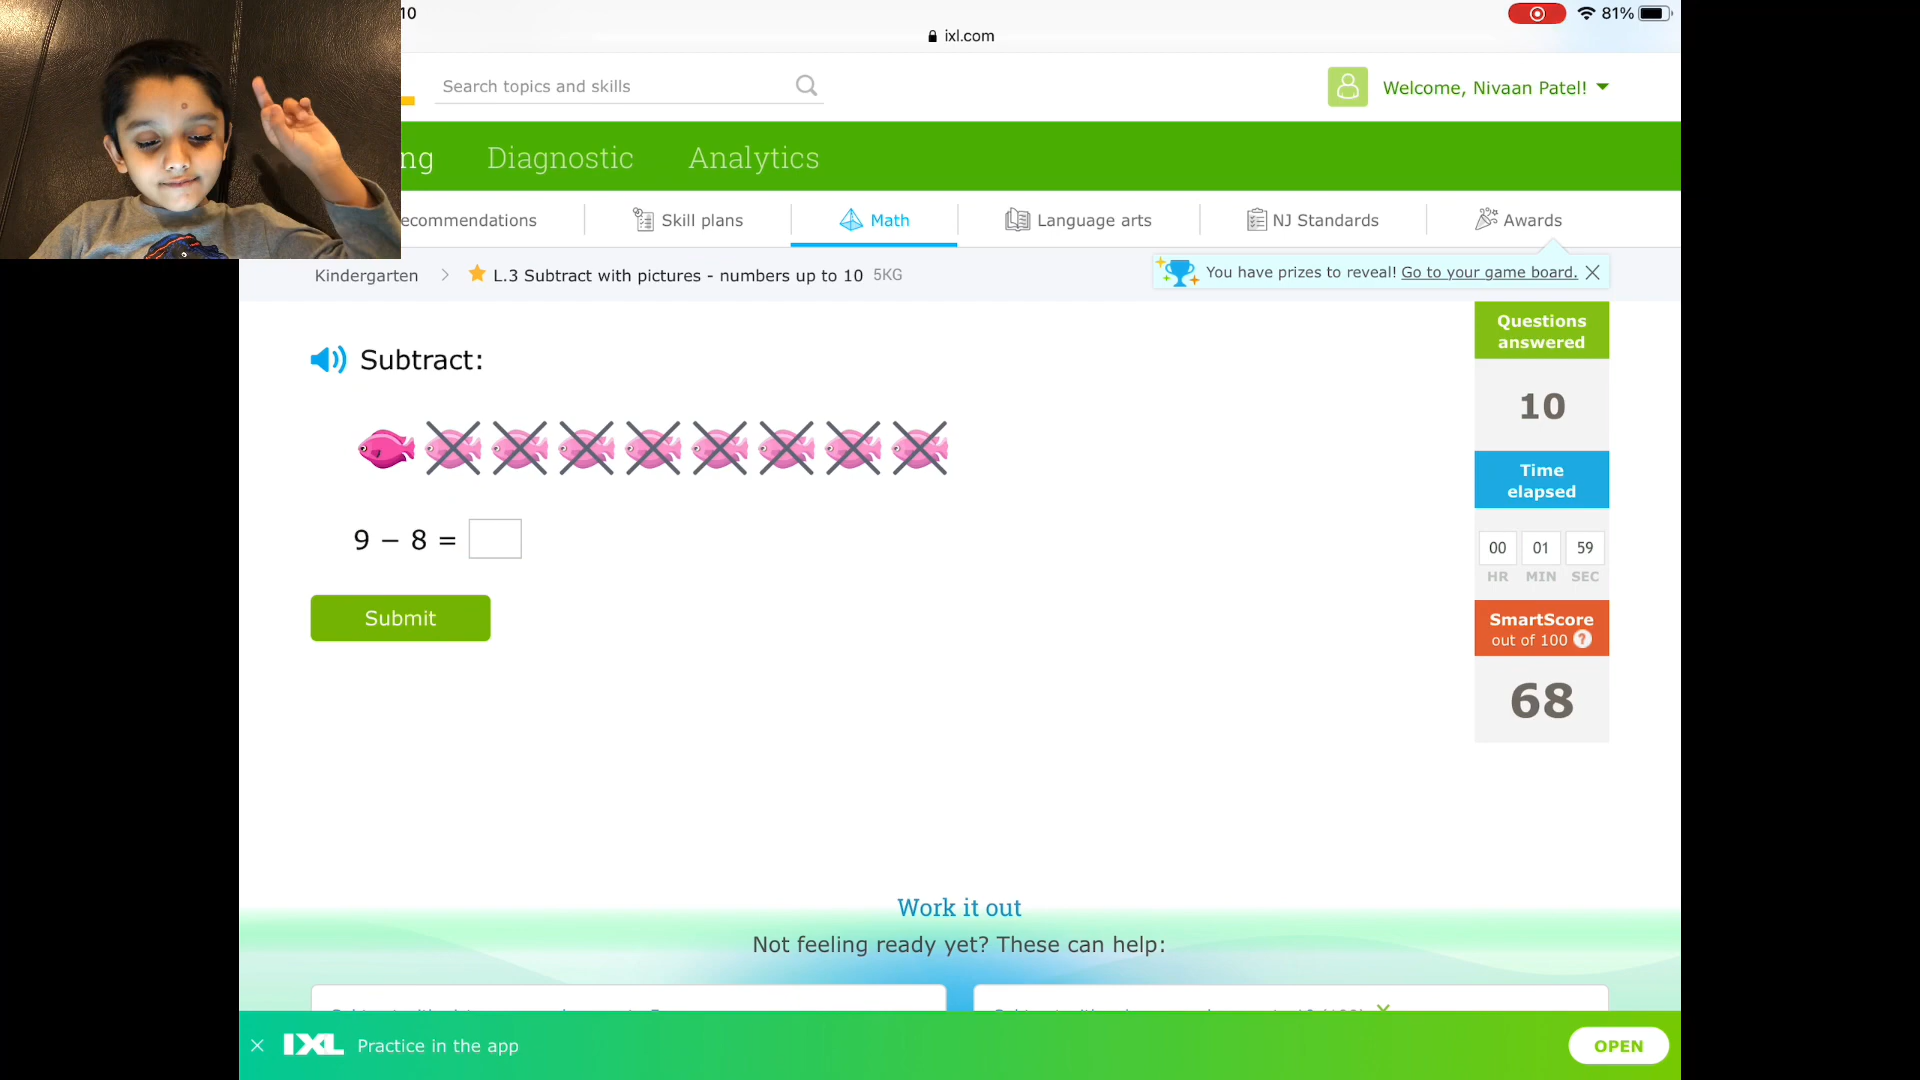 10
81%
ixl.com
Search topics and skills
Welcome, Nivaan Patel!
ng
Diagnostic
Analytics
ecommendations
Skill plans
Math
Language arts
NJ Standards
Awards
Kindergarten
L.3 Subtract with pictures - numbers up to 10 5KG
You have prizes to reveal! Go to your game board.
Questions
answered
10
Subtract:
Time
elapsed
9 − 8 =
00 01 59
HR MIN SEC
Submit
SmartScore
out of 100 ?
68
Work it out
Not feeling ready yet? These can help:
IXL Practice in the app
OPEN